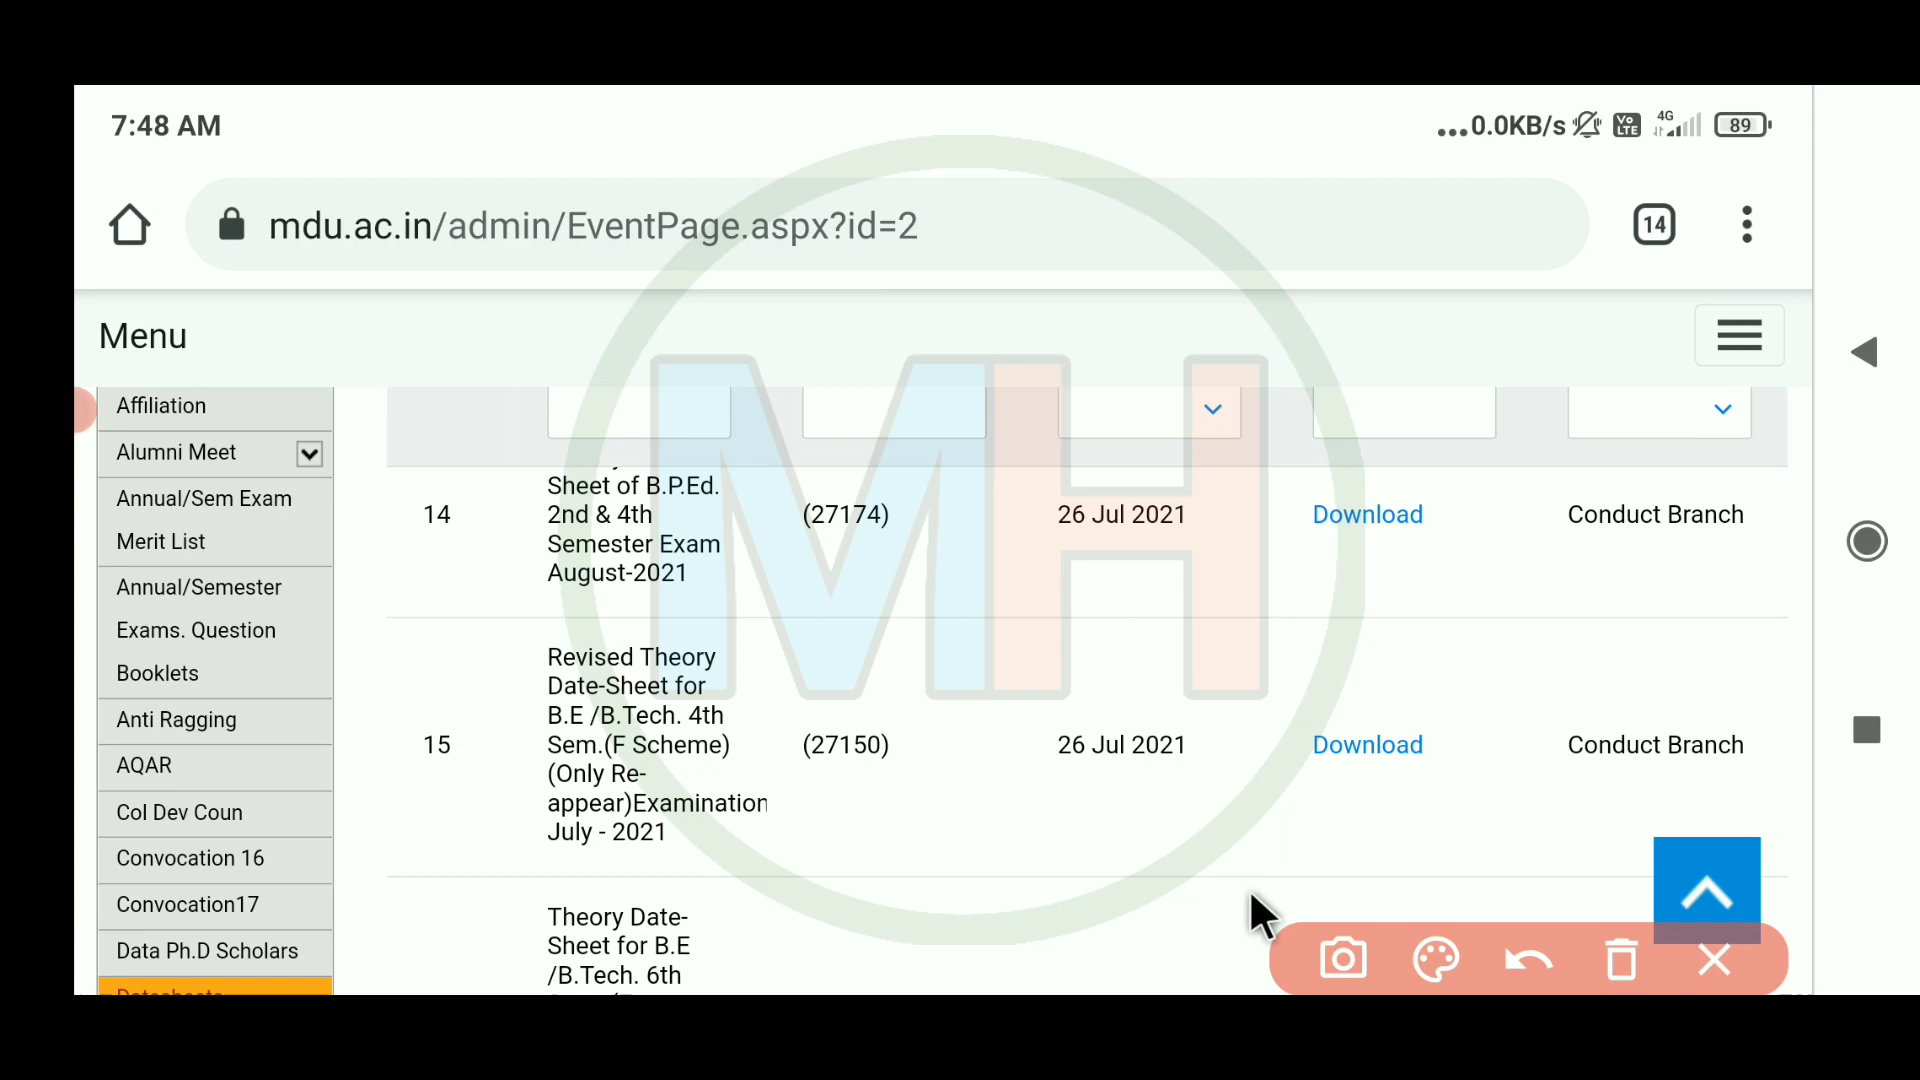 7:48 AM
...0.0KB/s Vo LTE 4G 89
mdu.ac.in/admin/EventPage.aspx?id=2
14
Menu
Affiliation
Alumni Meet
Annual/Sem Exam
Merit List
Annual/Semester
Exams. Question
Booklets
Anti Ragging
AQAR
Col Dev Coun
Convocation 16
Convocation17
Data Ph.D Scholars
Datesheets
Sheet of B.P.Ed.
14 2nd & 4th (27174) 26 Jul 2021 Download Conduct Branch
Semester Exam
August-2021
Revised Theory
Date-Sheet for
B.E /B.Tech. 4th
15 Sem.(F Scheme) (27150) 26 Jul 2021 Download Conduct Branch
(Only Re-
appear)Examination
July - 2021
Theory Date-
Sheet for B.E
/B.Tech. 6th
MH